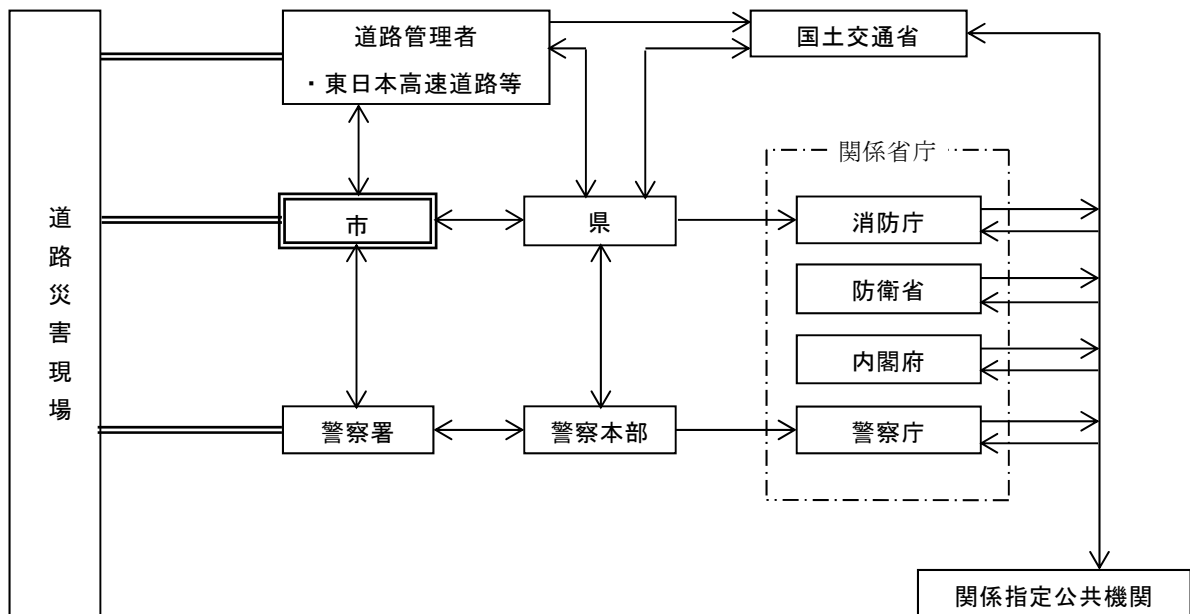 道路管理者
・東日本高速道路等
国土交通省
関係省庁
道路災害現場
市
県
消防庁
防衛省
内閣府
警察署
警察本部
警察庁
関係指定公共機関